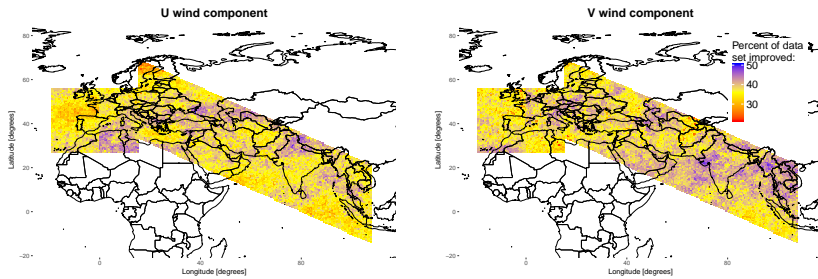 U wind component
V wind component
Latitude [degrees]
80
60
40
20
0
−20
0
40
80
Longitude [degrees]
Latitude [degrees]
80
60
40
20
0
−20
0
40
80
Longitude [degrees]
Percent of data
set improved:
50
40
30